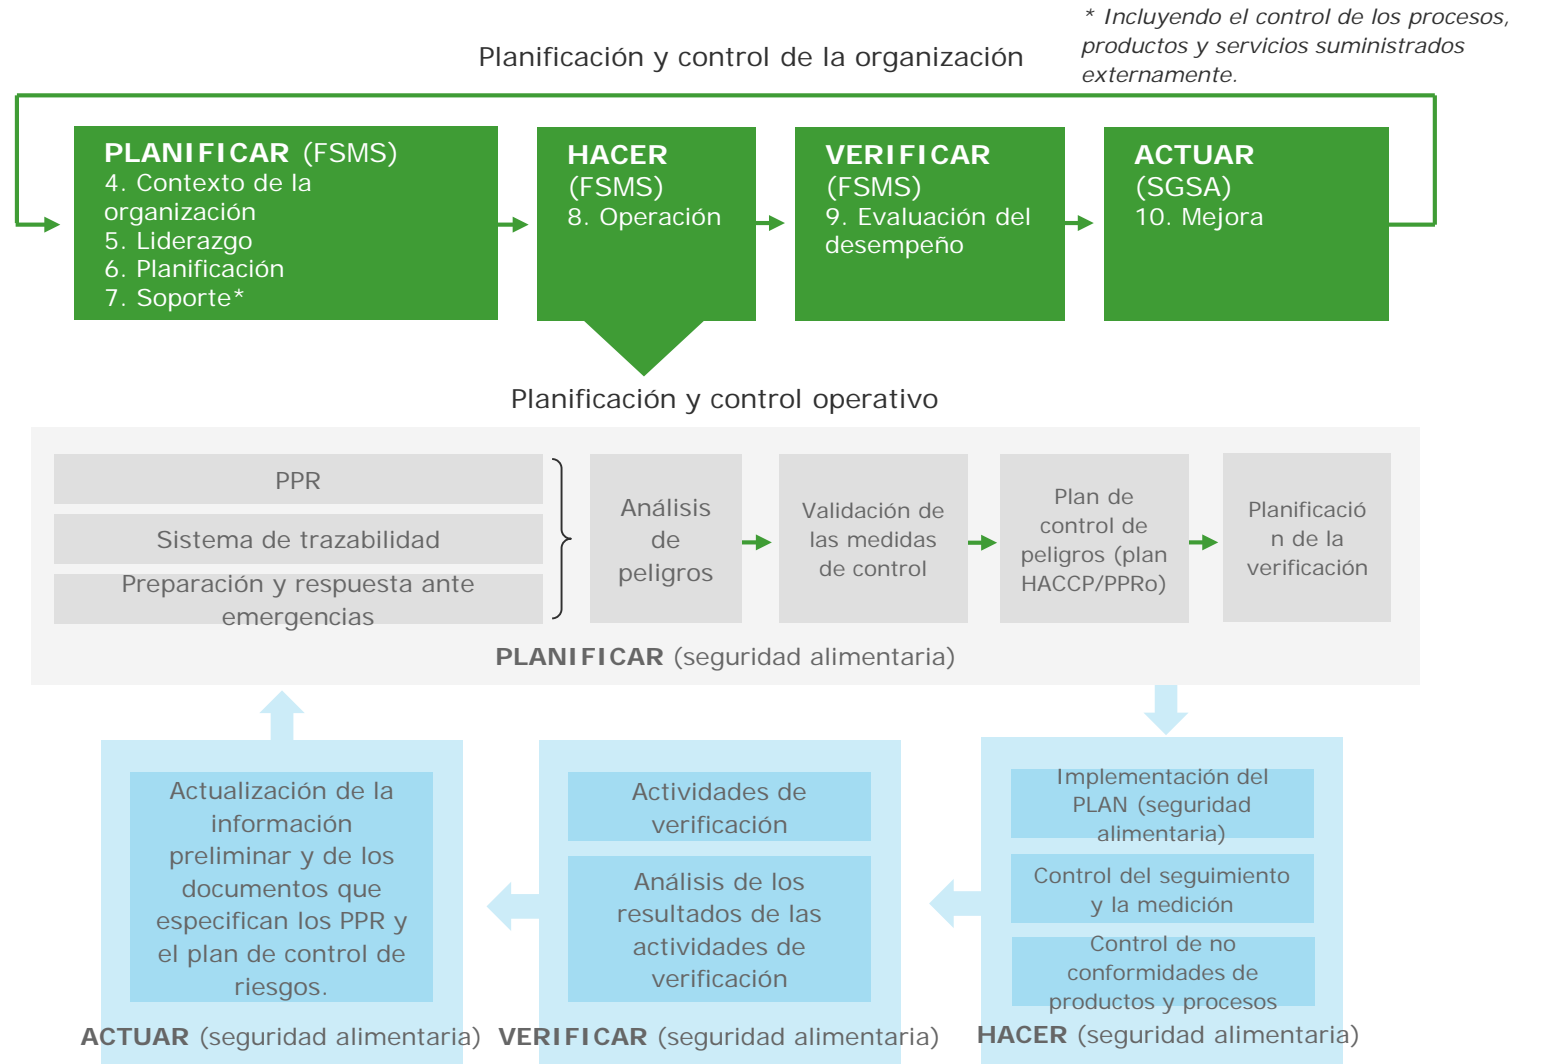 * Incluyendo el control de los procesos,
productos y servicios suministrados
externamente.
Planificación y control de la organización
PLANIFICAR (FSMS)
4. Contexto de la
organización
5. Liderazgo
6. Planificación
7. Soporte*
HACER
(FSMS)
8. Operación
VERIFICAR
(FSMS)
9. Evaluación del
desempeño
ACTUAR
(SGSA)
10. Mejora
Planificación y control operativo
PPR
Sistema de trazabilidad
Preparación y respuesta ante
emergencias
Análisis
de
peligros
Validación de
las medidas
de control
Plan de
control de
peligros (plan
HACCP/PPRo)
Planificació
n de la
verificación
PLANIFICAR (seguridad alimentaria)
Actualización de la
información
preliminar y de los
documentos que
especifican los PPR y
el plan de control de
riesgos.
ACTUAR (seguridad alimentaria)
Actividades de
verificación
Análisis de los
resultados de las
actividades de
verificación
VERIFICAR (seguridad alimentaria)
Implementación del
PLAN (seguridad
alimentaria)
Control del seguimiento
y la medición
Control de no
conformidades de
productos y procesos
HACER (seguridad alimentaria)